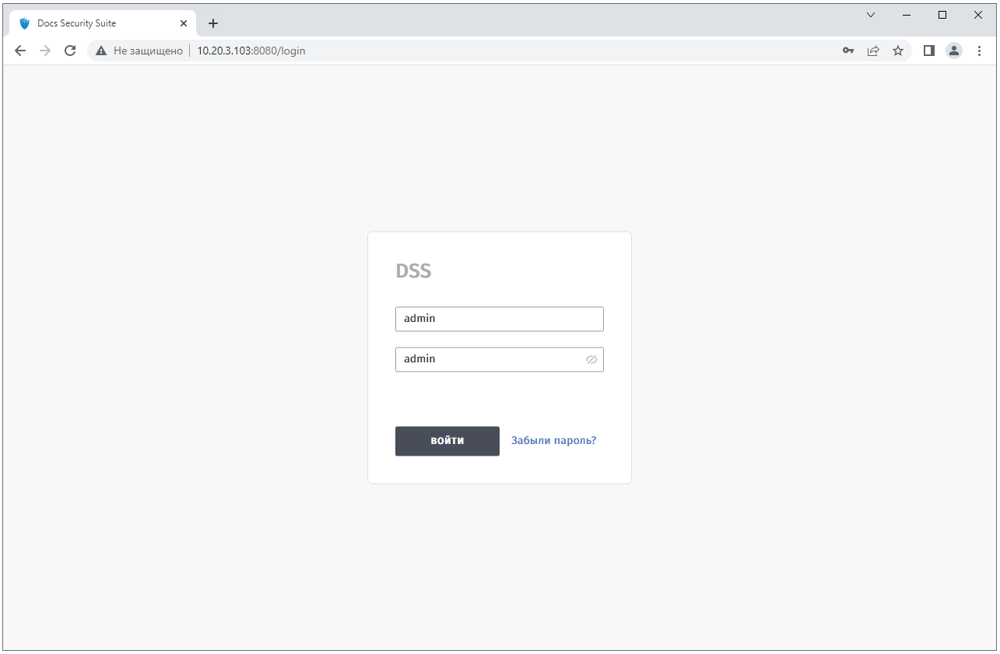 Docs Security Suite
Не защищено 10.20.3.103:8080/login
DSS
admin
admin
ВОЙТИ Забыли пароль?